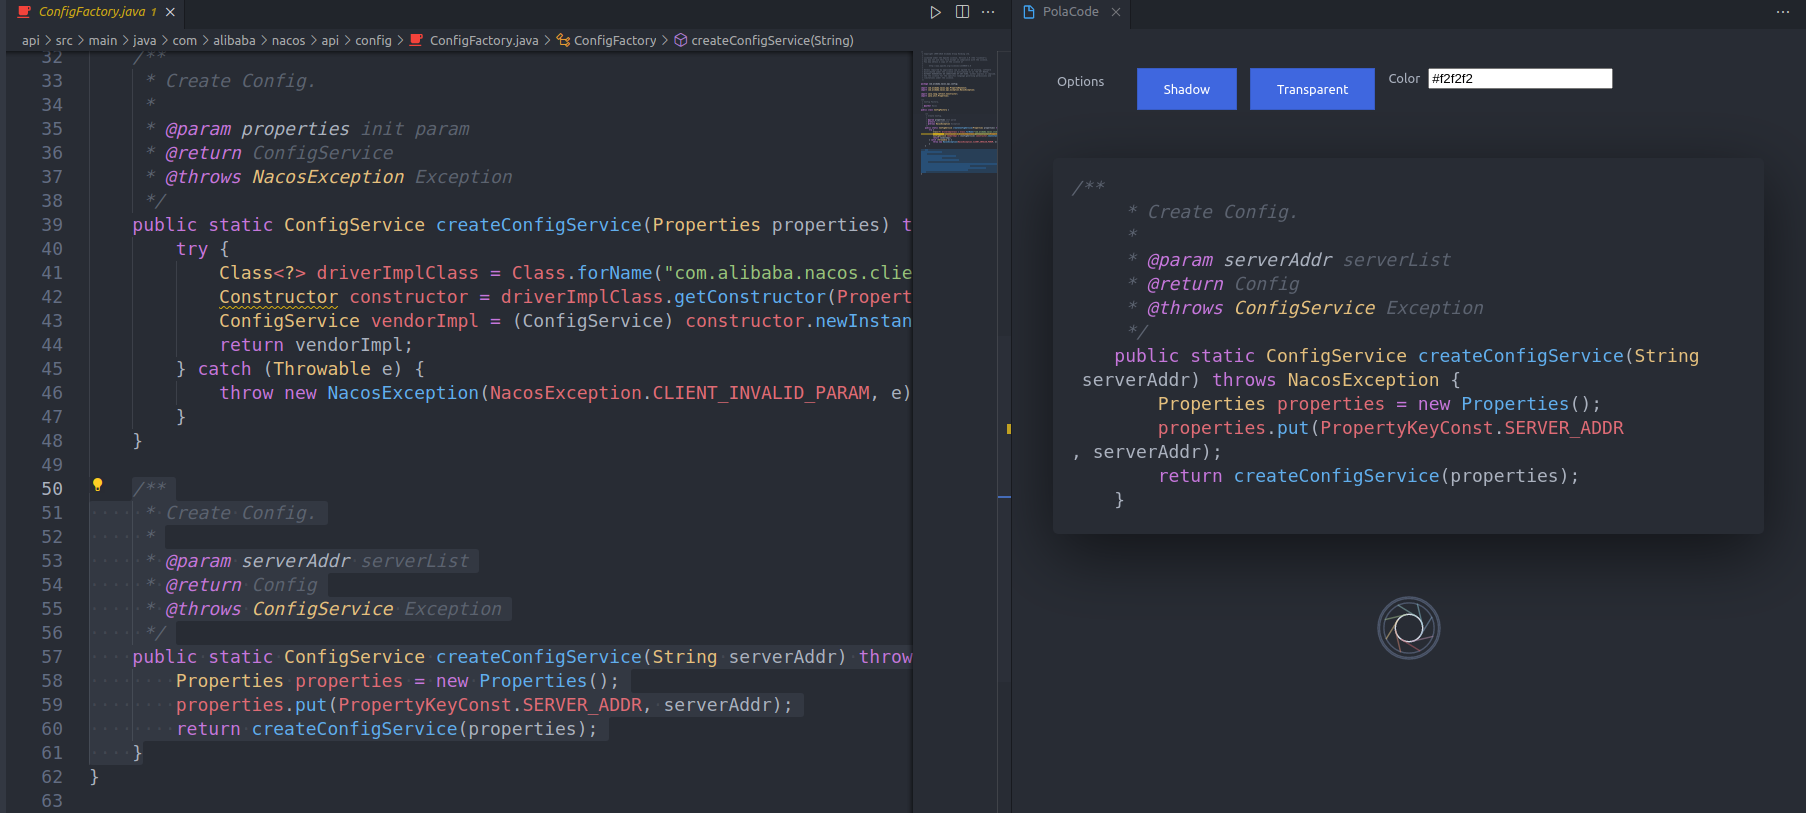 ConfigFactory.java 1
PolaCode
api > src > main > java > com > alibaba > nacos > api > config > ConfigFactory.java > ConfigFactory > createConfigService(String)
32 /**
33 * Create Config.
34 *
35 * @param properties init param
36 * @return ConfigService
37 * @throws NacosException Exception
38 */
39 public static ConfigService createConfigService(Properties properties) t
40 try {
41 Class<?> driverImplClass = Class.forName("com.alibaba.nacos.clie
42 Constructor constructor = driverImplClass.getConstructor(Propert
43 ConfigService vendorImpl = (ConfigService) constructor.newInstan
44 return vendorImpl;
45 } catch (Throwable e) {
46 throw new NacosException(NacosException.CLIENT_INVALID_PARAM, e)
47 }
48 }
49
50 /**
51 * Create Config.
52 *
53 * @param serverAddr serverList
54 * @return Config
55 * @throws ConfigService Exception
56 */
57 public static ConfigService createConfigService(String serverAddr) throw
58 Properties properties = new Properties();
59 properties.put(PropertyKeyConst.SERVER_ADDR, serverAddr);
60 return createConfigService(properties);
61 }
62 }
63
Options
Shadow
Transparent
Color #f2f2f2
/**
* Create Config.
*
* @param serverAddr serverList
* @return Config
* @throws ConfigService Exception
*/
public static ConfigService createConfigService(String
serverAddr) throws NacosException {
Properties properties = new Properties();
properties.put(PropertyKeyConst.SERVER_ADDR
, serverAddr);
return createConfigService(properties);
}